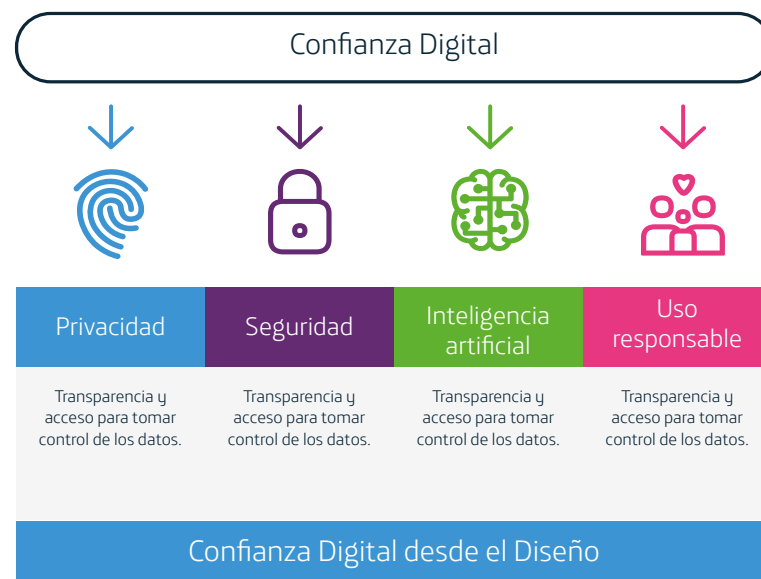 Confianza Digital
Privacidad
Seguridad
Inteligencia
artificial
Uso
responsable
Transparencia y
acceso para tomar
control de los datos.
Transparencia y
acceso para tomar
control de los datos.
Transparencia y
acceso para tomar
control de los datos.
Transparencia y
acceso para tomar
control de los datos.
Confianza Digital desde el Diseño